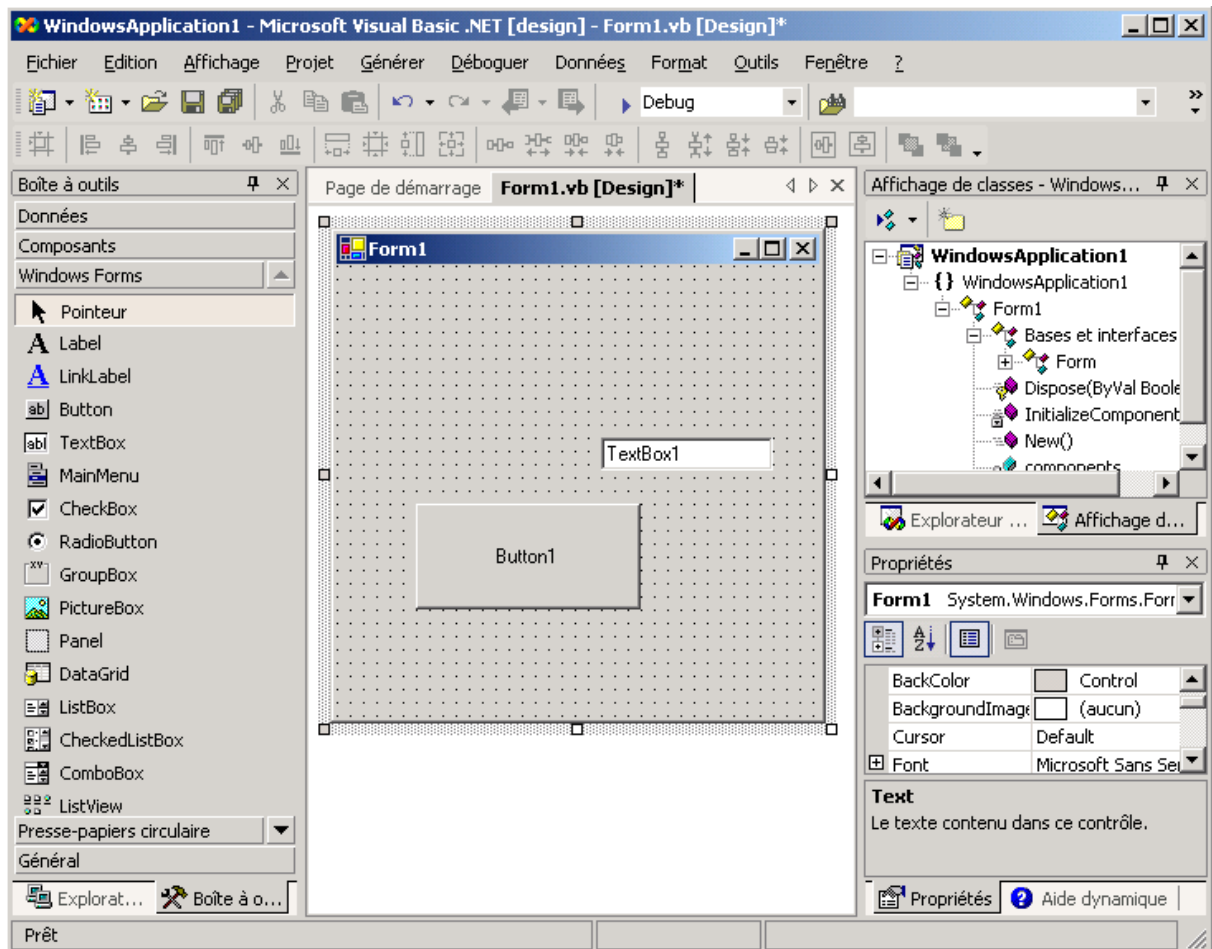 WindowsApplication1 - Microsoft Visual Basic .NET [design] - Form1.vb [Design]*
Fichier Edition Affichage Projet Générer Déboguer Données Format Outils Fenêtre ?
Debug
Boîte à outils
Données
Composants
Windows Forms
Pointeur
Label
LinkLabel
Button
TextBox
MainMenu
CheckBox
RadioButton
GroupBox
PictureBox
Panel
DataGrid
ListBox
CheckedListBox
ComboBox
ListView
Presse-papiers circulaire
Général
Explorat... Boîte à o...
Page de démarrage Form1.vb [Design]*
Form1
TextBox1
Button1
Affichage de classes - Windows...
WindowsApplication1
{} WindowsApplication1
Form1
Bases et interfaces
Form
Dispose(ByVal Boole
InitializeComponent
New()
components
Explorateur ... Affichage d...
Propriétés
Form1 System.Windows.Forms.Forr
BackColor Control
BackgroundImage (aucun)
Cursor Default
Font Microsoft Sans Ser
Text
Le texte contenu dans ce contrôle.
Propriétés Aide dynamique
Prêt